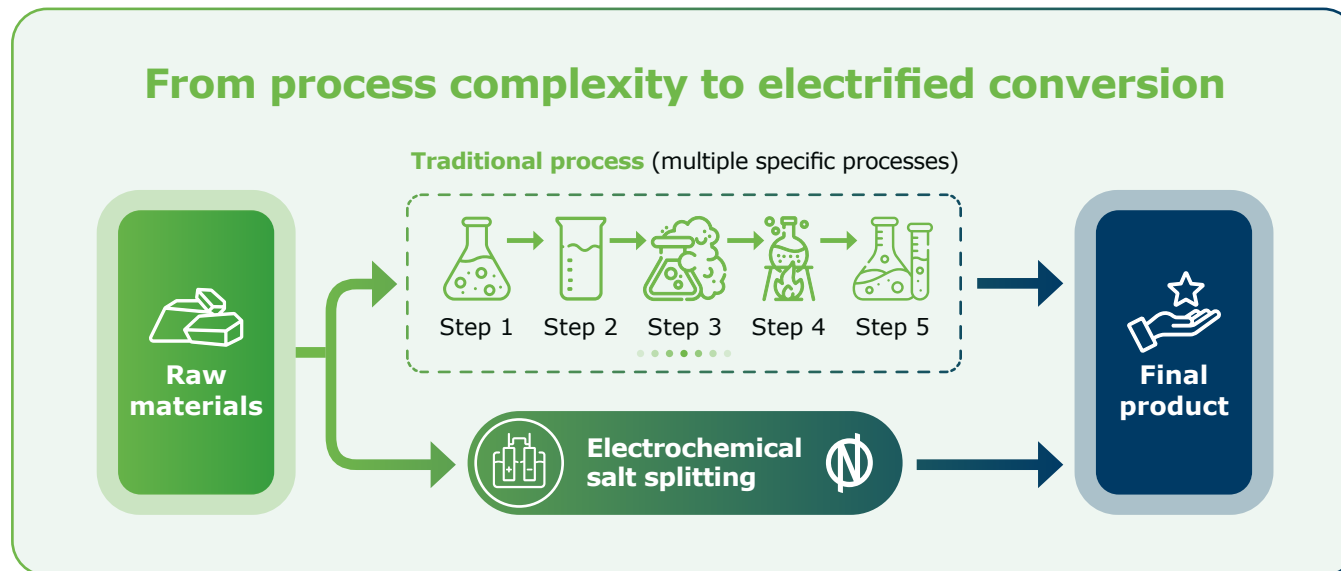 From process complexity to electrified conversion
Traditional process (multiple specific processes)
Step 1
Step 2
Step 3
Step 4
Step 5
Raw
materials
Electrochemical
salt splitting
Final
product